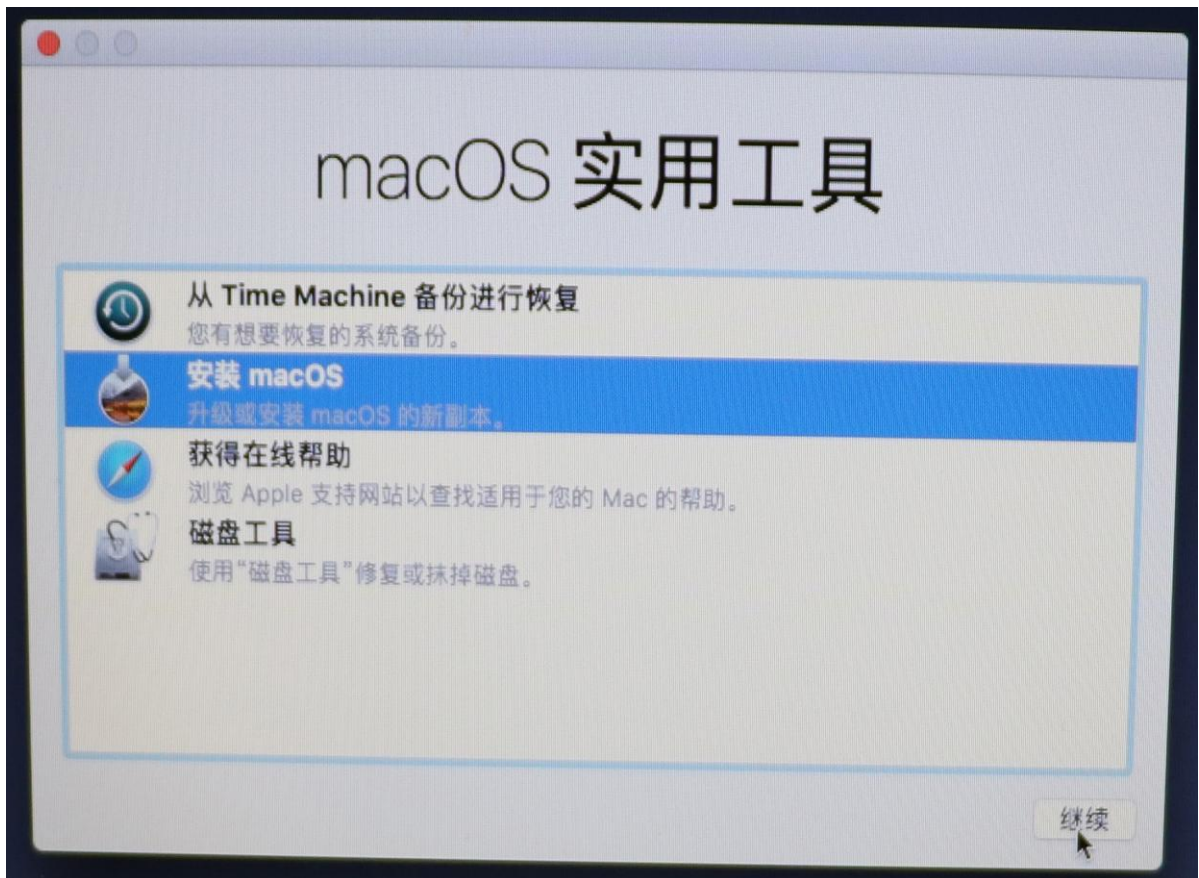 macOS 实用工具
从 Time Machine 备份进行恢复
您有想要恢复的系统备份。
安装 macOS
升级或安装 macOS 的新副本。
获得在线帮助
浏览 Apple 支持网站以查找适用于您的 Mac 的帮助。
磁盘工具
使用“磁盘工具”修复或抹掉磁盘。
继续